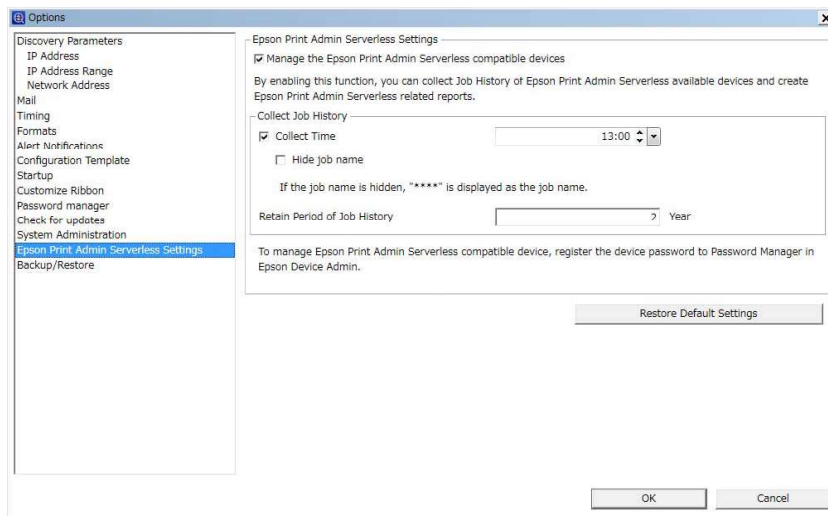 Options
Discovery Parameters
IP Address
IP Address Range
Network Address
Mail
Timing
Formats
Alert Notifications
Configuration Template
Startup
Customize Ribbon
Password manager
Check for updates
System Administration
Epson Print Admin Serverless Settings
Backup/Restore
Epson Print Admin Serverless Settings
Manage the Epson Print Admin Serverless compatible devices
By enabling this function, you can collect Job History of Epson Print Admin Serverless available devices and create
Epson Print Admin Serverless related reports.
Collect Job History
Collect Time 13:00
Hide job name
If the job name is hidden, "****" is displayed as the job name.
Retain Period of Job History 2 Year
To manage Epson Print Admin Serverless compatible device, register the device password to Password Manager in
Epson Device Admin.
Restore Default Settings
OK Cancel